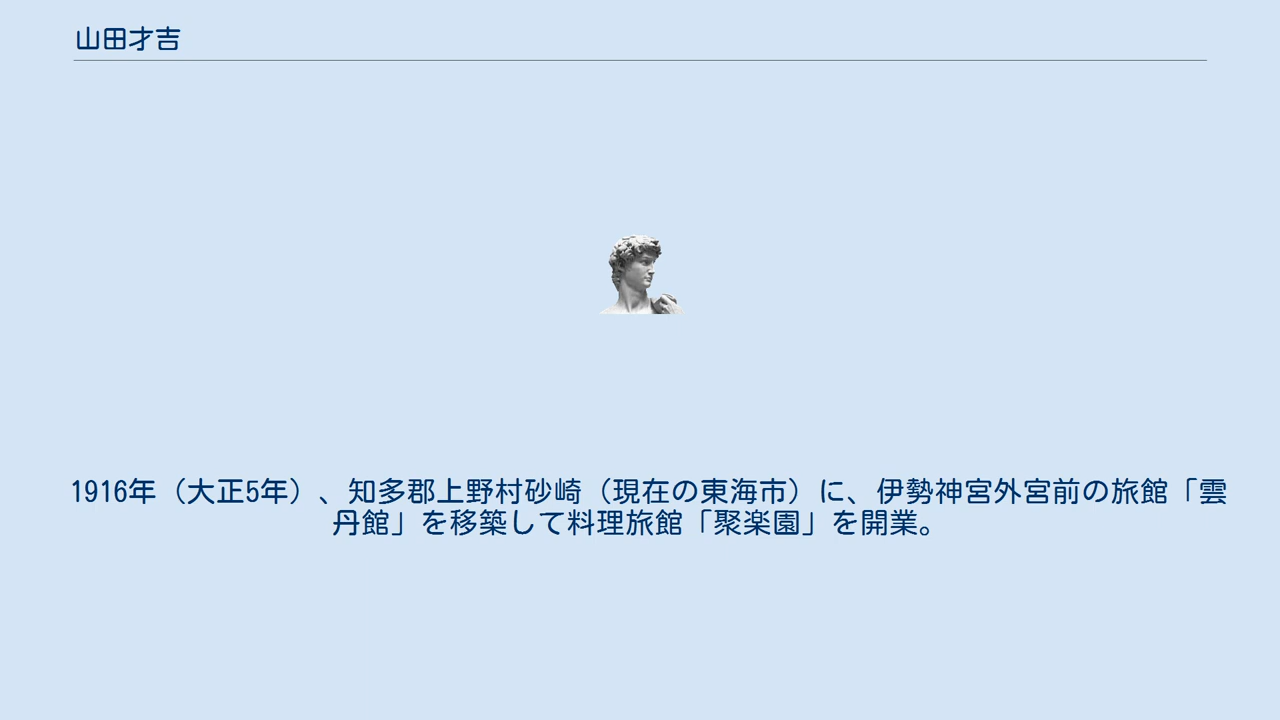 山田才吉
1916年（大正5年）、知多郡上野村砂崎（現在の東海市）に、伊勢神宮外宮前の旅館「雲
丹館」を移築して料理旅館「聚楽園」を開業。